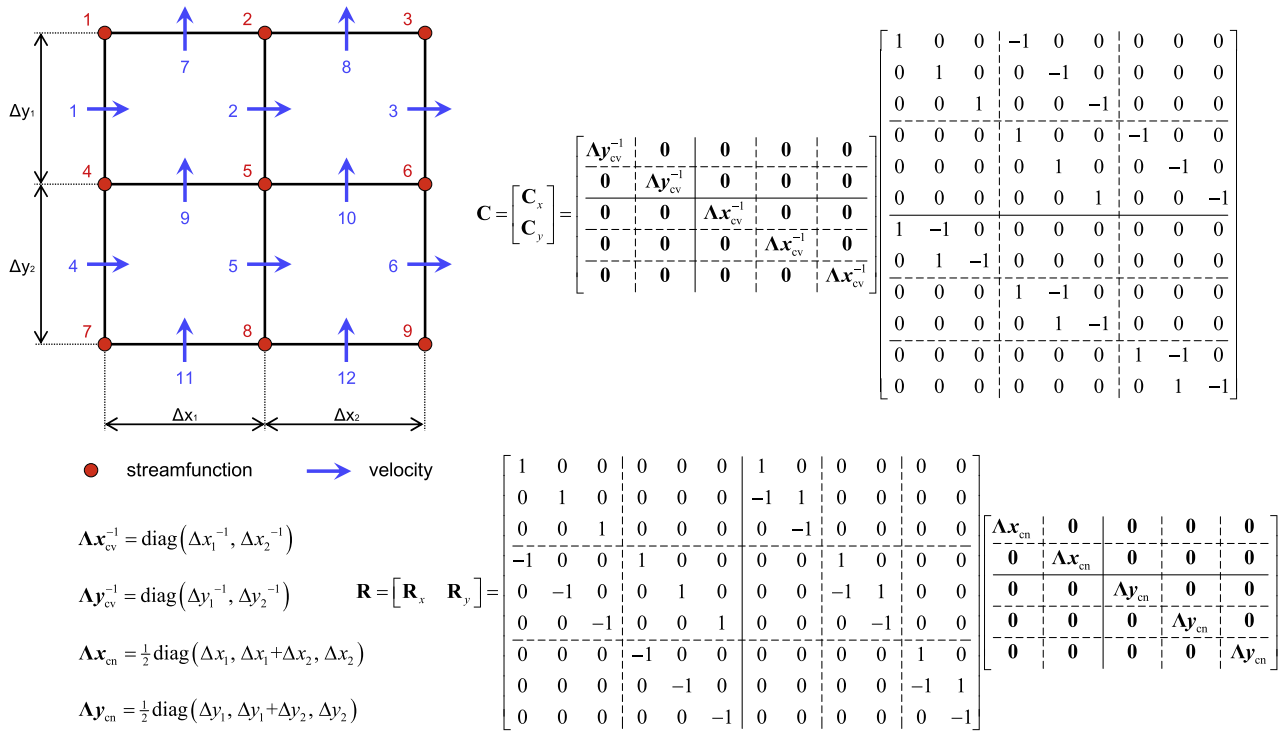 1 2 3
7 8
Δy₁ 1 2 3
4 5 6
9 10
Δy₂ 4 5 6
7 8 9
11 12
Δx₁ Δx₂
streamfunction velocity
C = [C_x C_y] =
Λy_cv⁻¹ 0 0 0 0
0 Λy_cv⁻¹ 0 0 0
0 0 Λx_cv⁻¹ 0 0
0 0 0 Λx_cv⁻¹ 0
0 0 0 0 Λx_cv⁻¹
1 0 0 −1 0 0 0 0 0
0 1 0 0 −1 0 0 0 0
0 0 1 0 0 −1 0 0 0
0 0 0 1 0 0 −1 0 0
0 0 0 0 1 0 0 −1 0
0 0 0 0 0 1 0 0 −1
1 −1 0 0 0 0 0 0 0
0 1 −1 0 0 0 0 0 0
0 0 0 1 −1 0 0 0 0
0 0 0 0 1 −1 0 0 0
0 0 0 0 0 0 1 −1 0
0 0 0 0 0 0 0 1 −1
Λx_cv⁻¹ = diag(Δx₁⁻¹, Δx₂⁻¹)
Λy_cv⁻¹ = diag(Δy₁⁻¹, Δy₂⁻¹)
Λx_cn = ½ diag(Δx₁, Δx₁+Δx₂, Δx₂)
Λy_cn = ½ diag(Δy₁, Δy₁+Δy₂, Δy₂)
R = [R_x R_y] =
1 0 0 0 0 0 1 0 0 0 0 0
0 1 0 0 0 0 −1 1 0 0 0 0
0 0 1 0 0 0 0 −1 0 0 0 0
−1 0 0 1 0 0 0 0 1 0 0 0
0 −1 0 0 1 0 0 0 −1 1 0 0
0 0 −1 0 0 1 0 0 0 −1 0 0
0 0 0 −1 0 0 0 0 0 0 1 0
0 0 0 0 −1 0 0 0 0 0 −1 1
0 0 0 0 0 −1 0 0 0 0 0 −1
Λx_cn 0 0 0 0
0 Λx_cn 0 0 0
0 0 Λy_cn 0 0
0 0 0 Λy_cn 0
0 0 0 0 Λy_cn